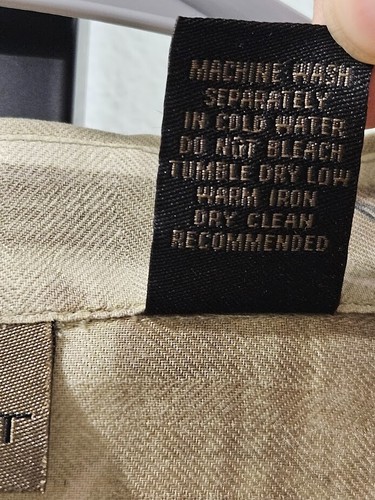 MACHINE WASH
SEPARATELY
IN COLD WATER
DO NOT BLEACH
TUMBLE DRY LOW
WARM IRON
DRY CLEAN
RECOMMENDED
T